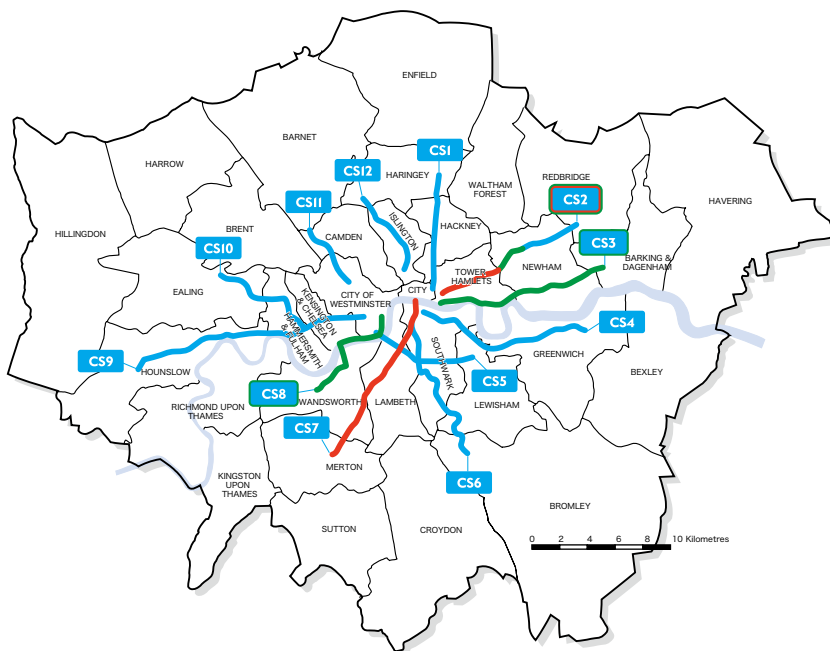 ENFIELD
BARNET
CS1
HARROW
CS12
HARINGEY
WALTHAM
FOREST
REDBRIDGE
CS2
HAVERING
CS11
ISLINGTON
HACKNEY
HILLINGDON
BRENT
CAMDEN
CS10
CS3
TOWER
HAMLETS
NEWHAM
BARKING &
DAGENHAM
EALING
KENSINGTON
& CHELSEA
CITY OF
WESTMINSTER
CITY
HAMMERSMITH
& FULHAM
CS4
CS9
HOUNSLOW
SOUTHWARK
GREENWICH
BEXLEY
CS5
CS8
WANDSWORTH
LAMBETH
LEWISHAM
RICHMOND UPON
THAMES
CS7
MERTON
KINGSTON
UPON
THAMES
CS6
BROMLEY
SUTTON
CROYDON
0 2 4 6 8 10 Kilometres